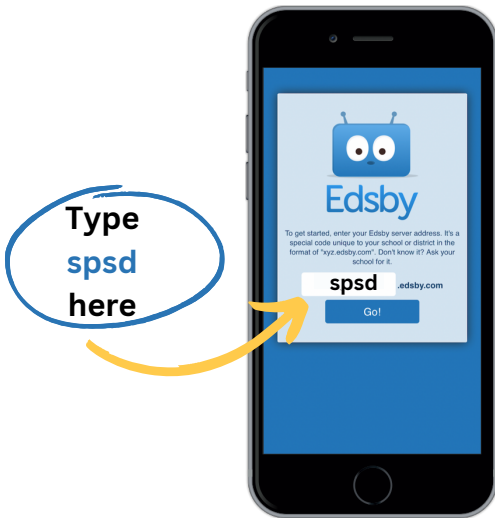 Type
spsd
here
Edsby
To get started, enter your Edsby server address. It's a
special code unique to your school or district in the
format of "xyz.edsby.com". Don't know it? Ask your
school for it.
spsd .edsby.com
Go!